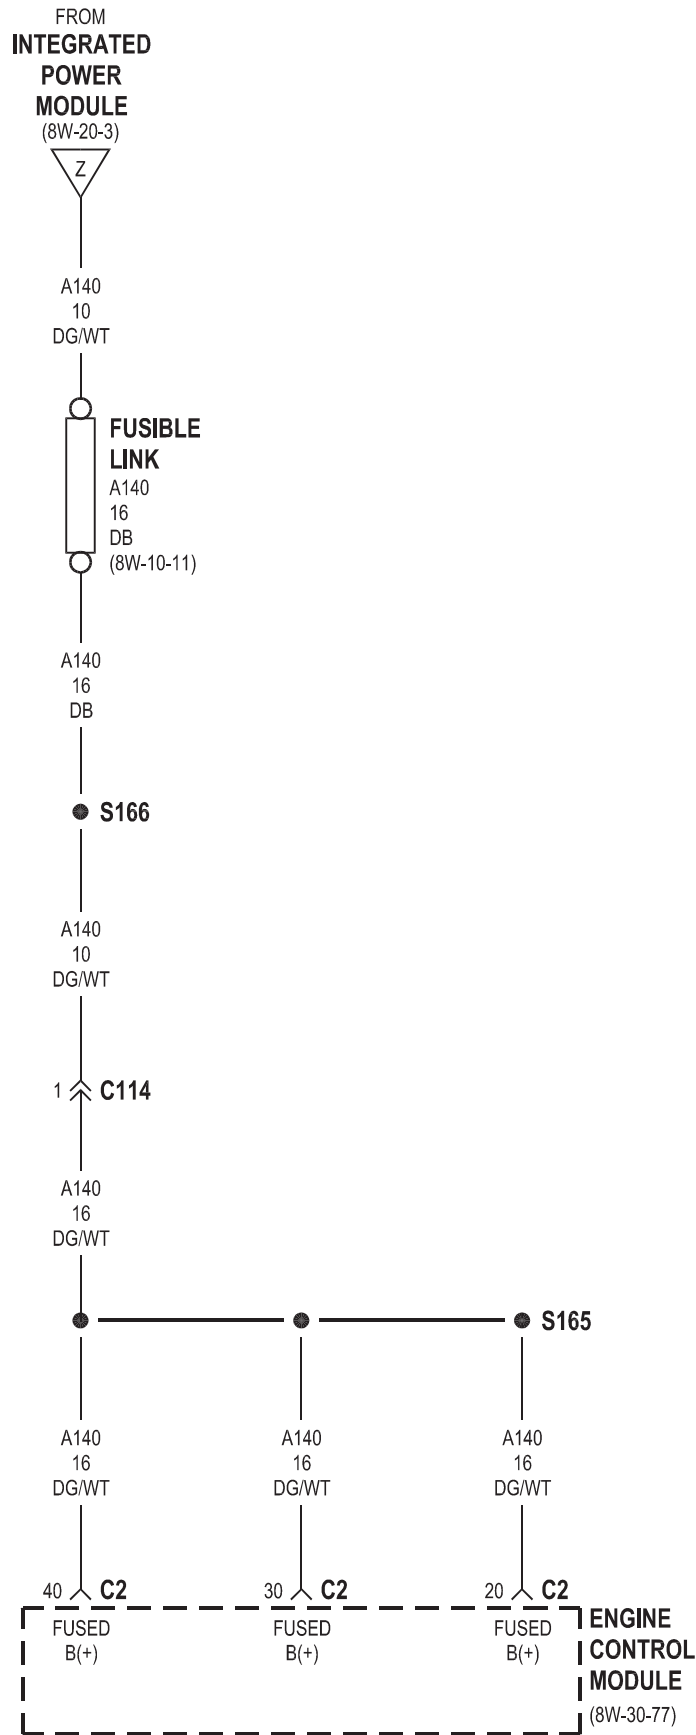 FROM
INTEGRATED
POWER
MODULE
(8W-20-3)
Z
A140
10
DG/WT
FUSIBLE
LINK
A140
16
DB
(8W-10-11)
A140
16
DB
S166
A140
10
DG/WT
1 C114
A140
16
DG/WT
S165
A140 A140 A140
16 16 16
DG/WT DG/WT DG/WT
40 C2 30 C2 20 C2
FUSED FUSED FUSED
B(+) B(+) B(+)
ENGINE
CONTROL
MODULE
(8W-30-77)